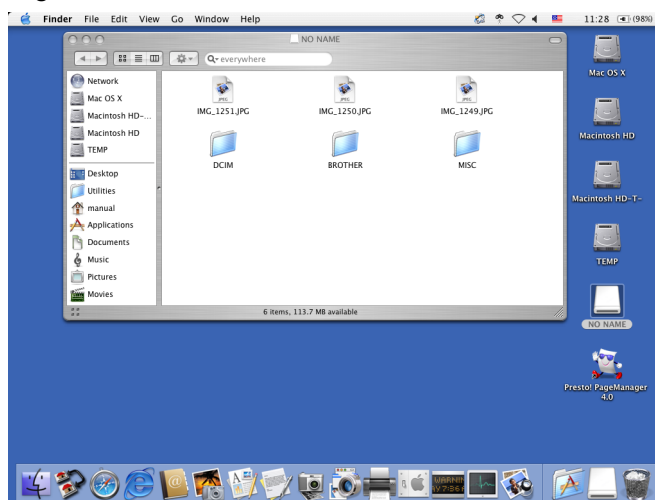 Finder File Edit View Go Window Help 11:28 (98%)
NO NAME
everywhere
Network
Mac OS X
Macintosh HD-...
Macintosh HD
TEMP
Desktop
Utilities
manual
Applications
Documents
Music
Pictures
Movies
JPEG JPEG JPEG
IMG_1251.JPG IMG_1250.JPG IMG_1249.JPG
DCIM BROTHER MISC
6 items, 113.7 MB available
Mac OS X
Macintosh HD
Macintosh HD-T-
TEMP
NO NAME
Presto! PageManager
4.0